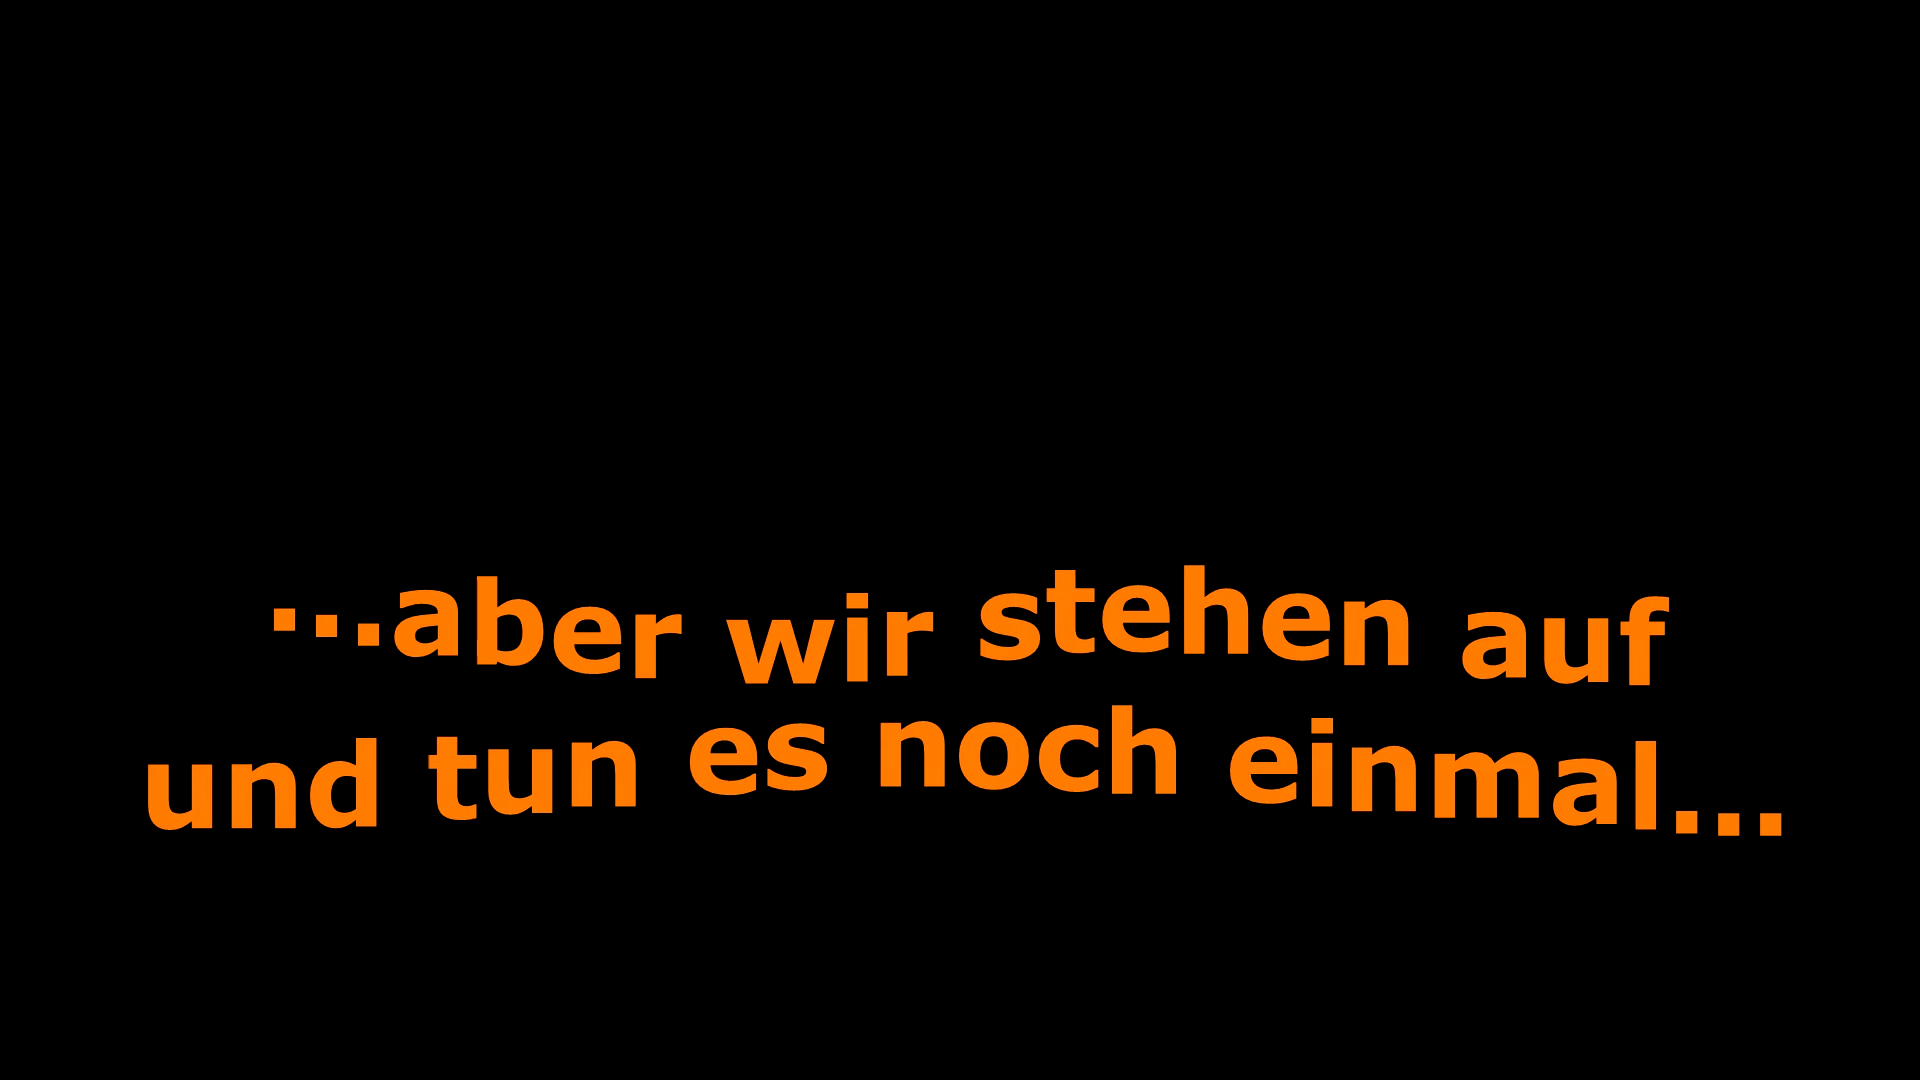 ...aber wir stehen auf
und tun es noch einmal...